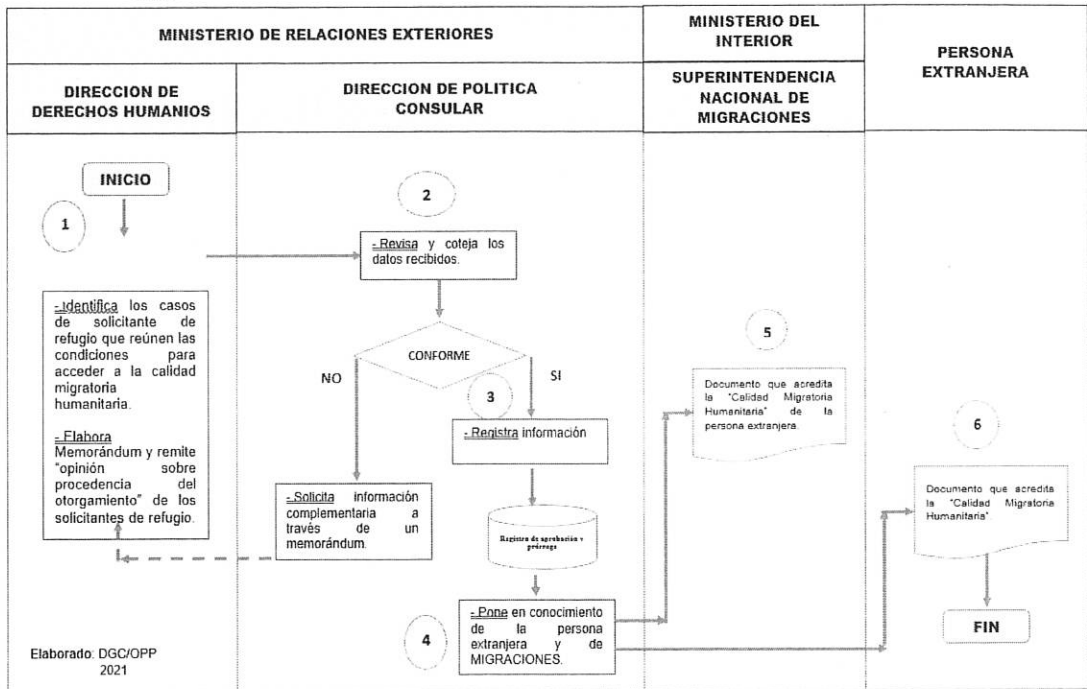 MINISTERIO DE RELACIONES EXTERIORES
MINISTERIO DEL
INTERIOR
PERSONA
EXTRANJERA
DIRECCION DE
DERECHOS HUMANIOS
DIRECCION DE POLITICA
CONSULAR
SUPERINTENDENCIA
NACIONAL DE
MIGRACIONES
INICIO
1
- Identifica los casos
de solicitante de
refugio que reúnen las
condiciones para
acceder a la calidad
migratoria
humanitaria.
- Elabora
Memorándum y remite
"opinión sobre
procedencia del
otorgamiento" de los
solicitantes de refugio.
2
- Revisa y coteja los
datos recibidos.
CONFORME
NO
SI
3
- Registra información
- Solicita información
complementaria a
través de un
memorándum.
Registro de aprobación y
prórroga
4
- Pone en conocimiento
de la persona
extranjera y de
MIGRACIONES.
5
Documento que acredita
la "Calidad Migratoria
Humanitaria" de la
persona extranjera.
6
Documento que acredita
la "Calidad Migratoria
Humanitaria"
FIN
Elaborado: DGC/OPP
2021